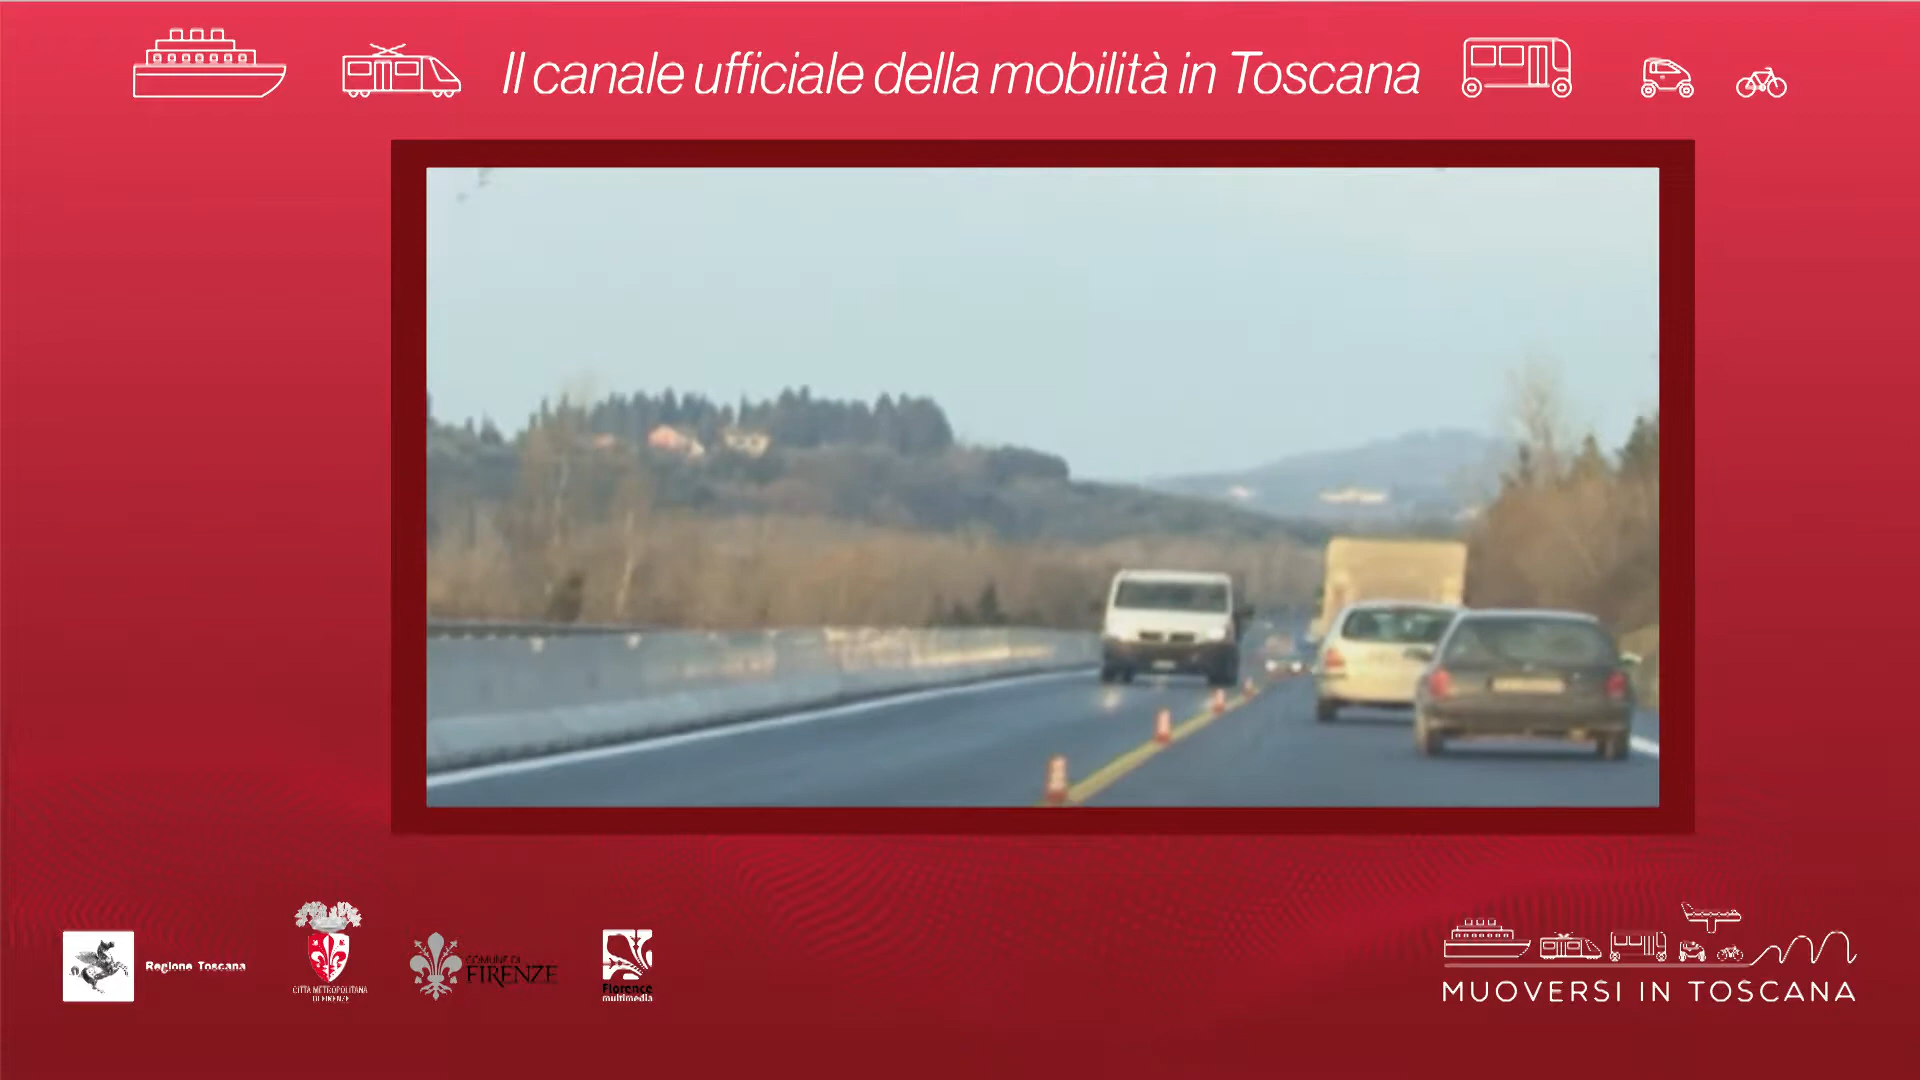 Il canale ufficiale della mobilità in Toscana
Regione Toscana
CITTÀ METROPOLITANA
DI FIRENZE
COMUNE DI
FIRENZE
Florence
multimedia
MUOVERSI IN TOSCANA